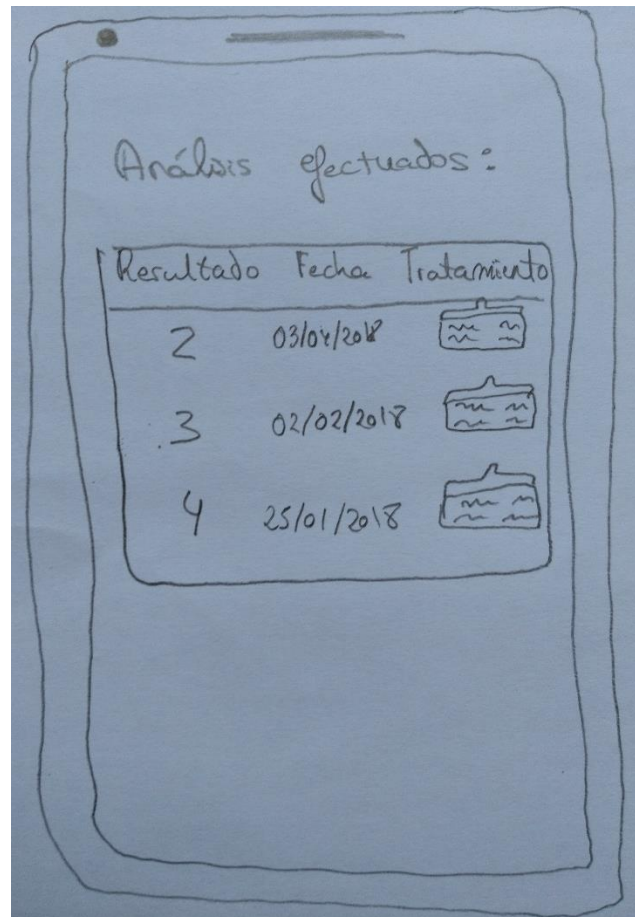 Análisis efectuados:
Resultado Fecha Tratamiento
2 03/04/2018
3 02/02/2018
4 25/01/2018